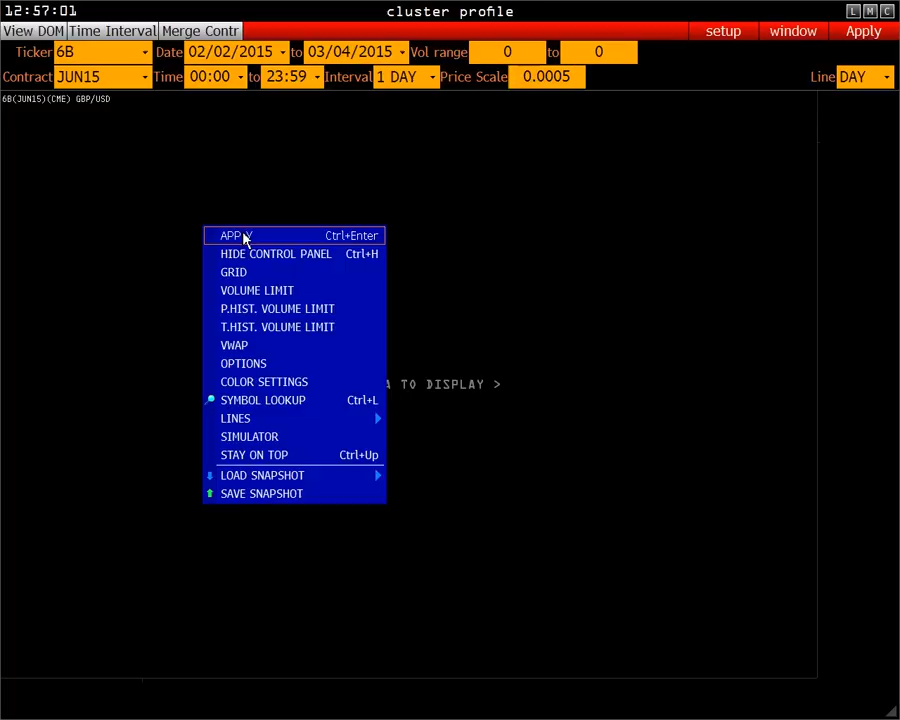 12:57:01 cluster profile L M C
View DOM Time Interval Merge Contr setup window Apply
Ticker 6B Date 02/02/2015 to 03/04/2015 Vol range 0 to 0
Contract JUN15 Time 00:00 to 23:59 Interval 1 DAY Price Scale 0.0005 Line DAY
6B(JUN15)(CME) GBP/USD
APPLY Ctrl+Enter
HIDE CONTROL PANEL Ctrl+H
GRID
VOLUME LIMIT
P.HIST. VOLUME LIMIT
T.HIST. VOLUME LIMIT
VWAP
OPTIONS
TO DISPLAY >
COLOR SETTINGS
SYMBOL LOOKUP Ctrl+L
LINES
SIMULATOR
STAY ON TOP Ctrl+Up
LOAD SNAPSHOT
SAVE SNAPSHOT